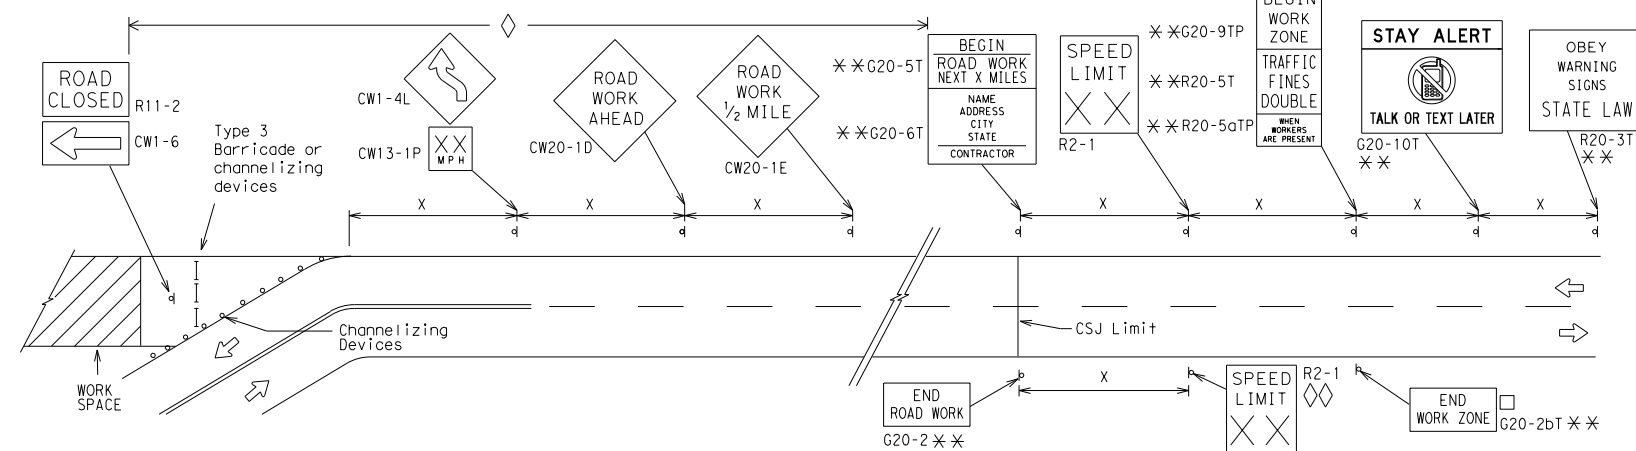 ROAD
CLOSED
R11-2
CW1-6
Type 3
Barricade or
channelizing
devices
CW1-4L
XX
MPH
CW13-1P
ROAD
WORK
AHEAD
CW20-1D
ROAD
WORK
1/2 MILE
CW20-1E
**G20-5T
**G20-6T
BEGIN
ROAD WORK
NEXT X MILES
NAME
ADDRESS
CITY
STATE
CONTRACTOR
SPEED
LIMIT
XX
R2-1
**G20-9TP
**R20-5T
**R20-5aTP
BEGIN
WORK
ZONE
TRAFFIC
FINES
DOUBLE
WHEN
WORKERS
ARE PRESENT
STAY ALERT
TALK OR TEXT LATER
G20-10T
**
OBEY
WARNING
SIGNS
STATE LAW
R20-3T
**
X
X
X
X
X
X
X
Channelizing
Devices
CSJ Limit
WORK
SPACE
END
ROAD WORK
G20-2 **
X
SPEED
LIMIT
XX
R2-1
END
WORK ZONE
G20-2bT **